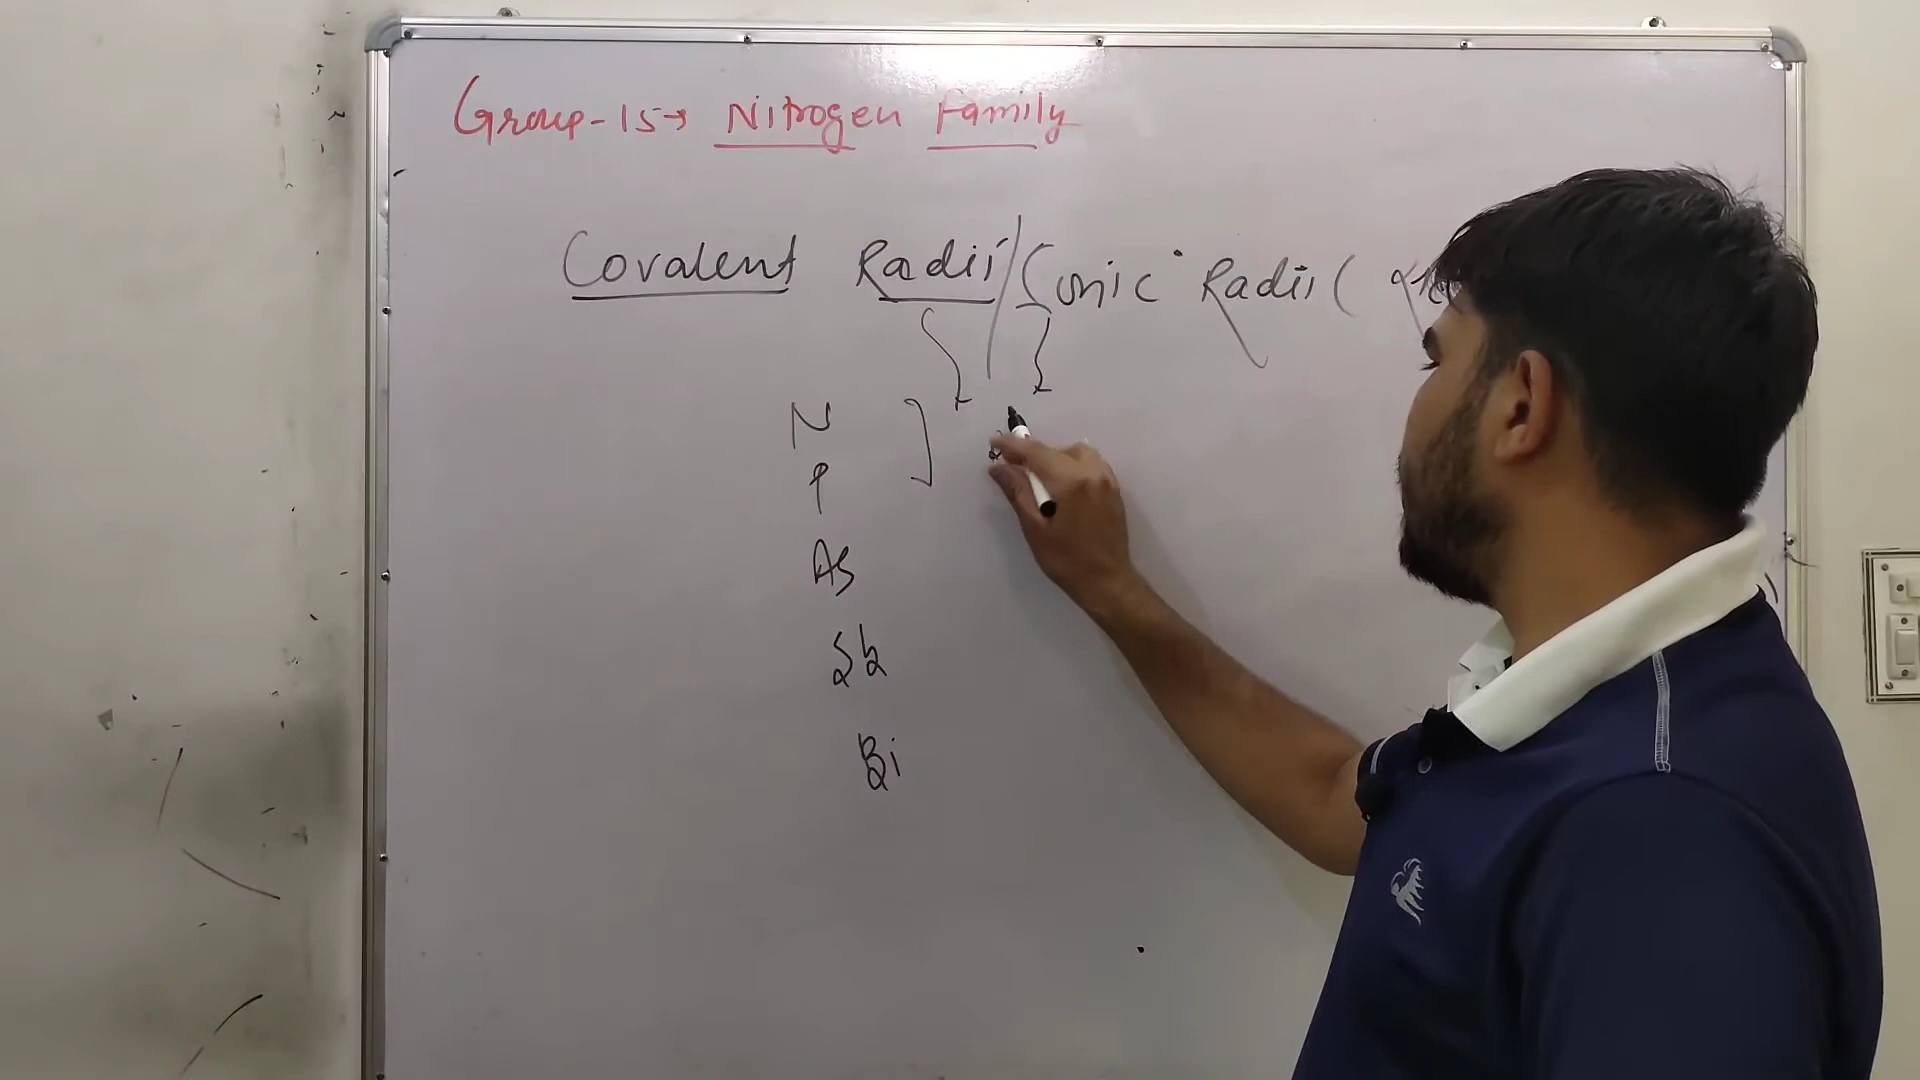 Group-15→ Nitrogen Family
Covalent Radii / Ionic Radii (
N
P
As
Sb
Bi